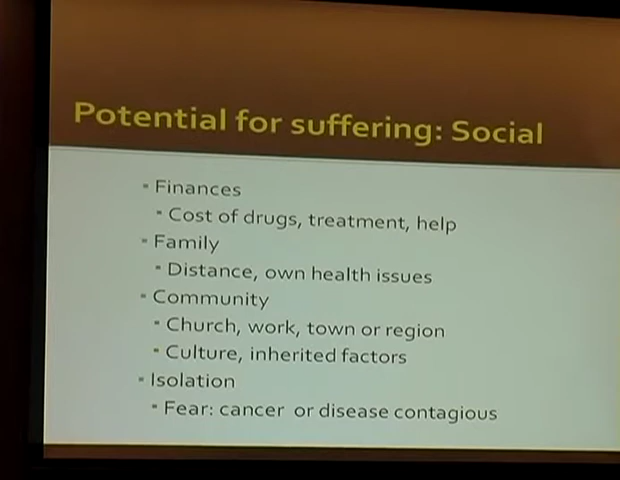 Potential for suffering: Social
Finances
Cost of drugs, treatment, help
Family
Distance, own health issues
Community
Church, work, town or region
Culture, inherited factors
Isolation
Fear: cancer or disease contagious